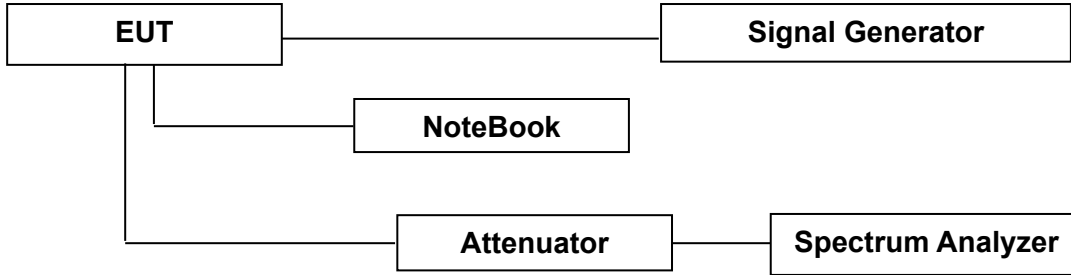 EUT
Signal Generator
NoteBook
Attenuator
Spectrum Analyzer